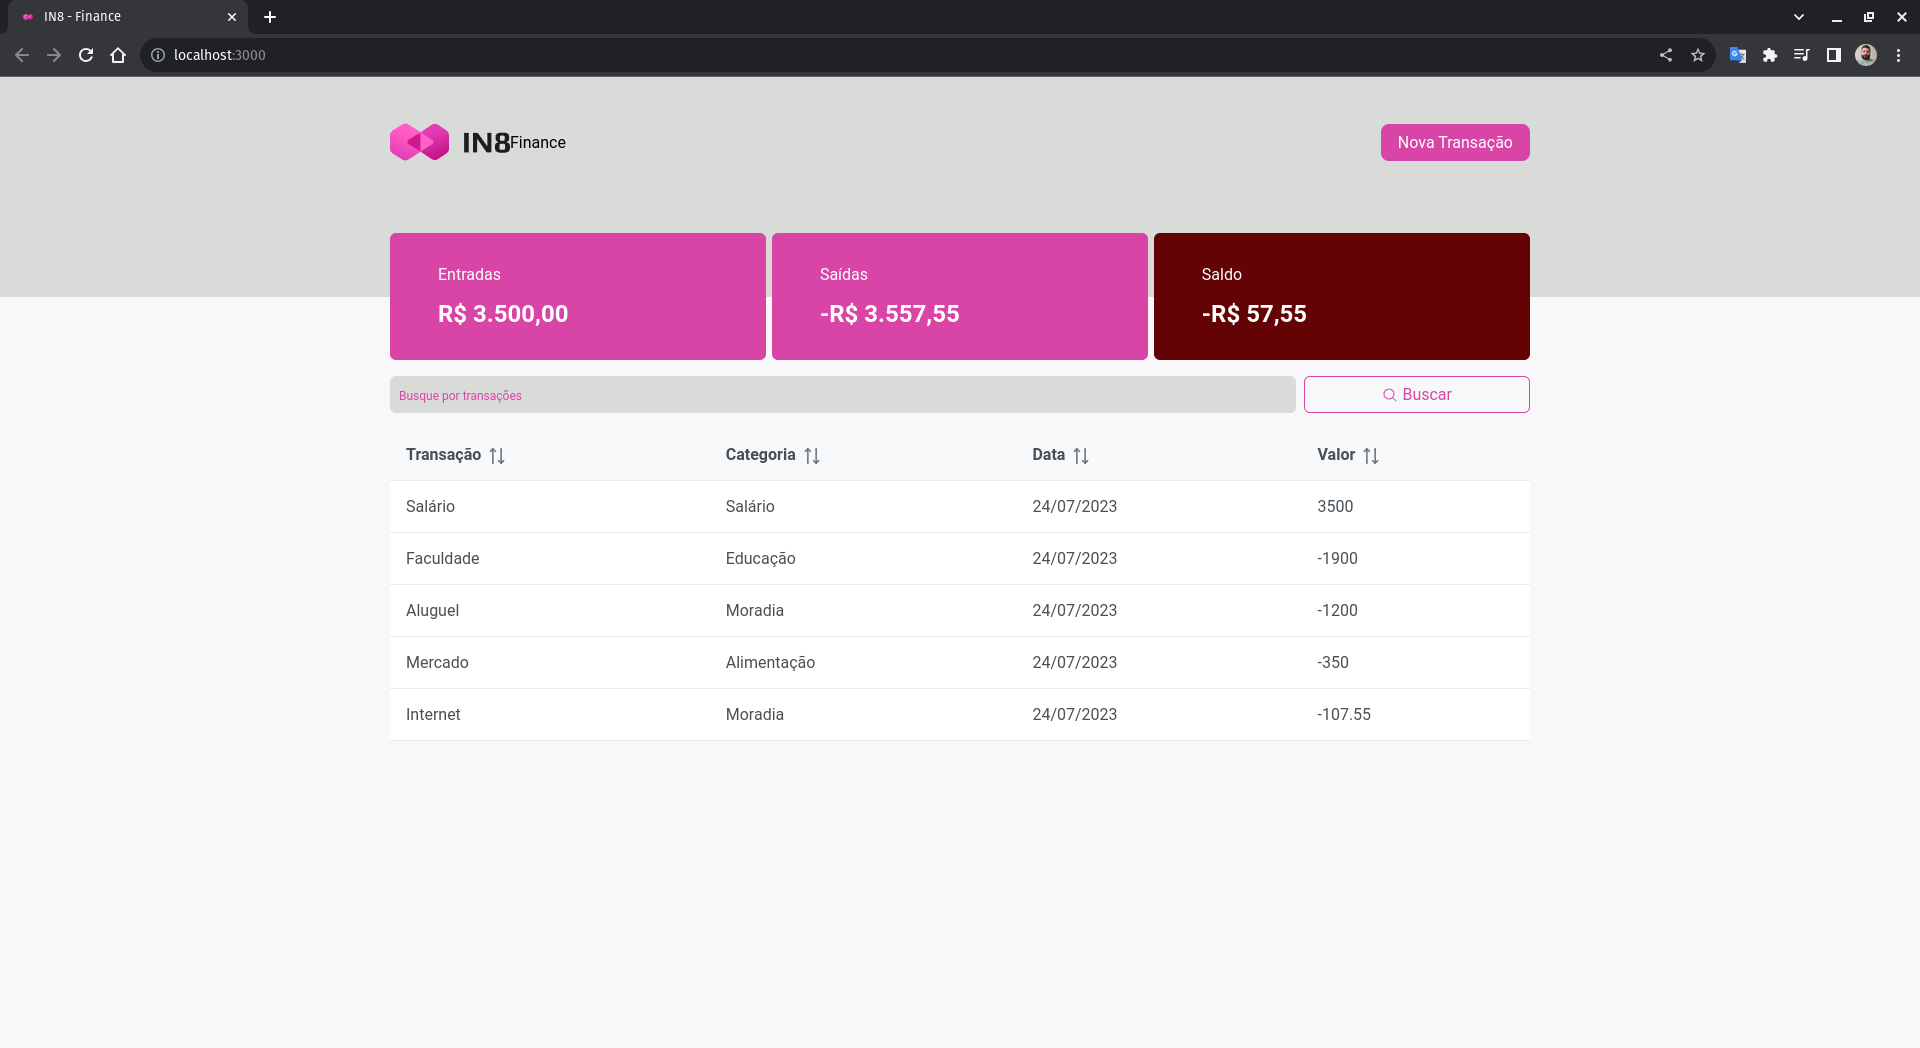 IN8 - Finance
localhost:3000
IN8 Finance
Nova Transação
Entradas
R$ 3.500,00
Saídas
-R$ 3.557,55
Saldo
-R$ 57,55
Busque por transações
Buscar
Transação Categoria Data Valor
Salário Salário 24/07/2023 3500
Faculdade Educação 24/07/2023 -1900
Aluguel Moradia 24/07/2023 -1200
Mercado Alimentação 24/07/2023 -350
Internet Moradia 24/07/2023 -107.55